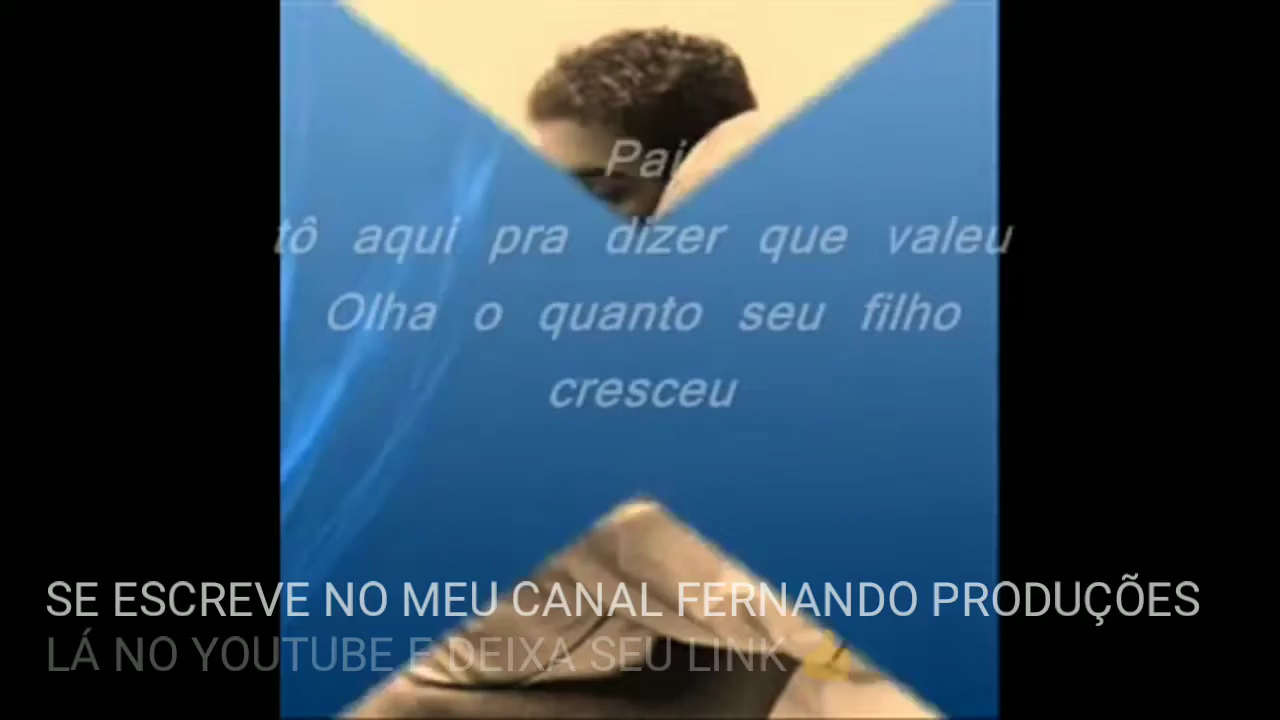 Pai
tô aqui pra dizer que valeu
Olha o quanto seu filho
cresceu
SE ESCREVE NO MEU CANAL FERNANDO PRODUÇÕES
LÁ NO YOUTUBE E DEIXA SEU LINK